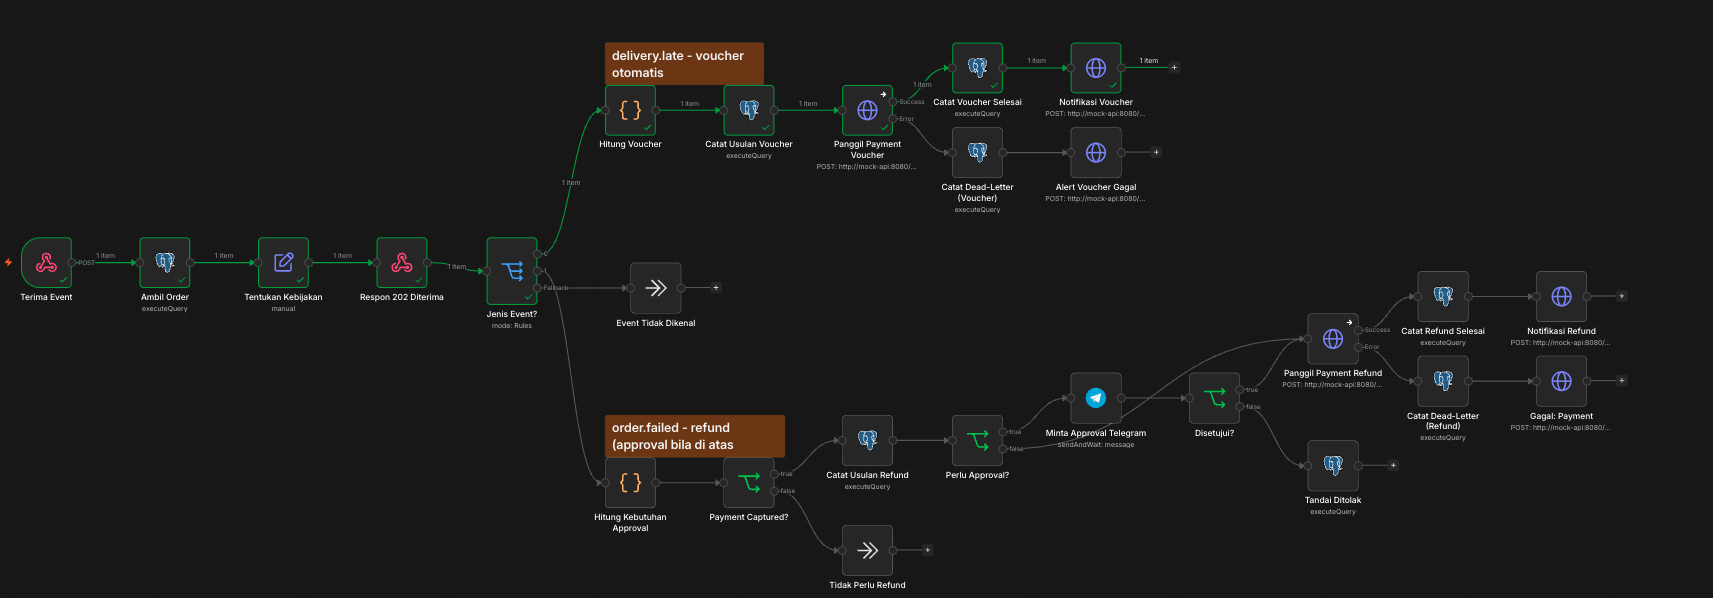 delivery.late - voucher
otomatis
1 item
1 item
Success
1 item
Error
1 item
1 item
Catat Voucher Selesai
executeQuery
Notifikasi Voucher
POST: http://mock-api:8080/...
Hitung Voucher
Catat Usulan Voucher
executeQuery
Panggil Payment
Voucher
POST: http://mock-api:8080/...
Catat Dead-Letter
(Voucher)
executeQuery
Alert Voucher Gagal
POST: http://mock-api:8080/...
1 item
POST
1 item
1 item
1 item
1 item
0
1
Fallback
Terima Event
Ambil Order
executeQuery
Tentukan Kebijakan
manual
Respon 202 Diterima
Jenis Event?
mode: Rules
Event Tidak Dikenal
order.failed - refund
(approval bila di atas
Hitung Kebutuhan
Approval
Payment Captured?
true
false
Catat Usulan Refund
executeQuery
Perlu Approval?
true
false
Minta Approval Telegram
sendAndWait: message
Disetujui?
true
false
Panggil Payment Refund
POST: http://mock-api:8080/...
Success
Error
Catat Refund Selesai
executeQuery
Notifikasi Refund
POST: http://mock-api:8080/...
Catat Dead-Letter
(Refund)
executeQuery
Gagal: Payment
POST: http://mock-api:8080/...
Tandai Ditolak
executeQuery
Tidak Perlu Refund